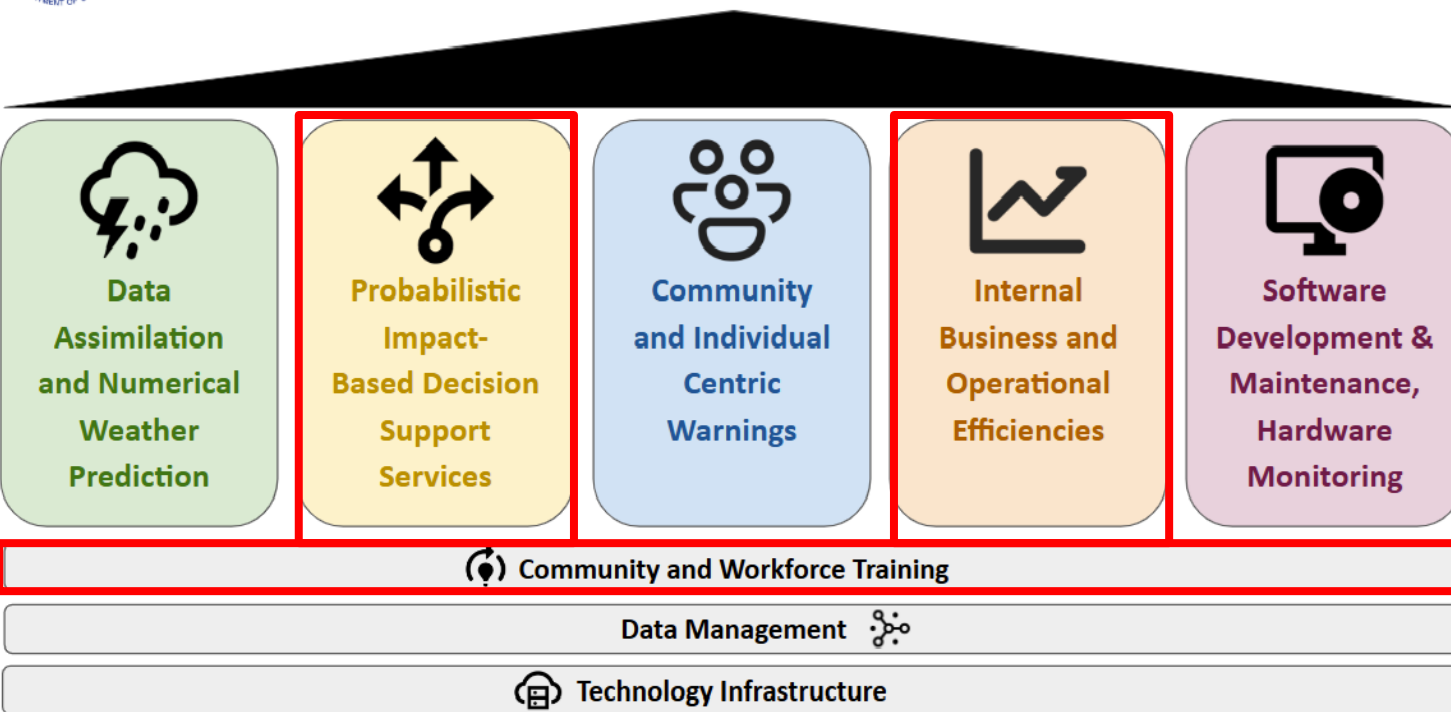 Data
Assimilation
and Numerical
Weather
Prediction
Probabilistic
Impact-
Based Decision
Support
Services
Community
and Individual
Centric
Warnings
Internal
Business and
Operational
Efficiencies
Software
Development &
Maintenance,
Hardware
Monitoring
Community and Workforce Training
Data Management
Technology Infrastructure